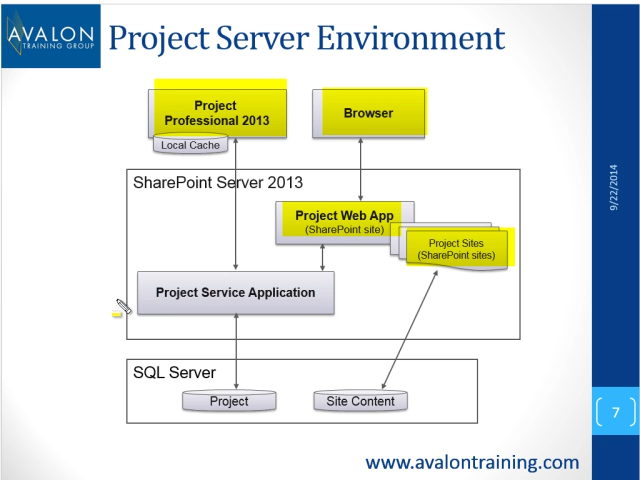 AVALON
TRAINING GROUP
Project Server Environment
Project
Professional 2013
Local Cache
Browser
SharePoint Server 2013
Project Web App
(SharePoint site)
Project Sites
(SharePoint sites)
Project Service Application
SQL Server
Project
Site Content
9/22/2014
7
www.avalontraining.com